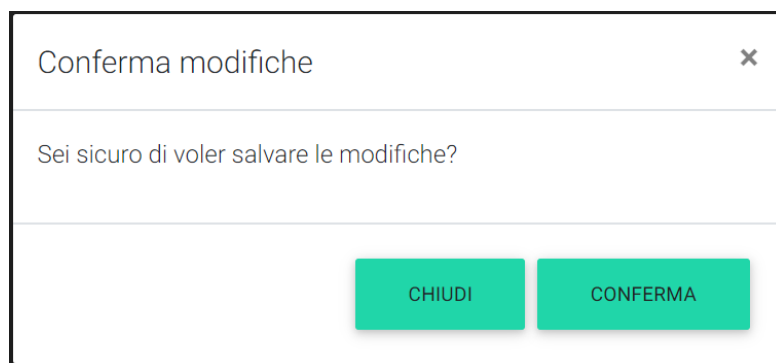 Conferma modifiche ×
Sei sicuro di voler salvare le modifiche?
CHIUDI CONFERMA